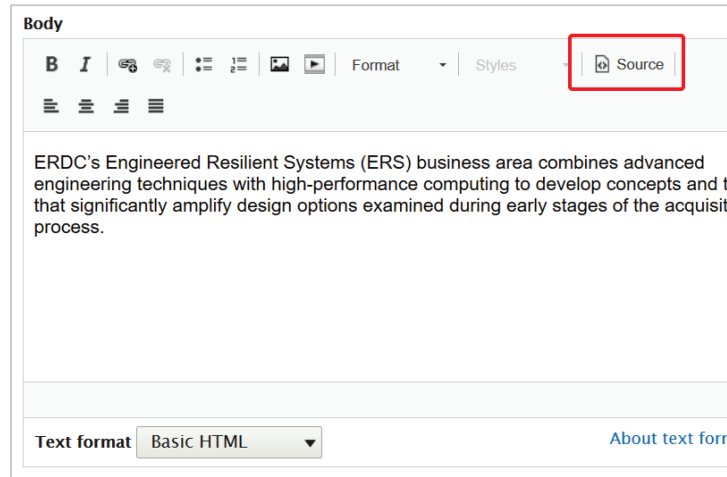 Body
B I Format Styles Source
ERDC's Engineered Resilient Systems (ERS) business area combines advanced
engineering techniques with high-performance computing to develop concepts and t
that significantly amplify design options examined during early stages of the acquisit
process.
Text format Basic HTML About text for